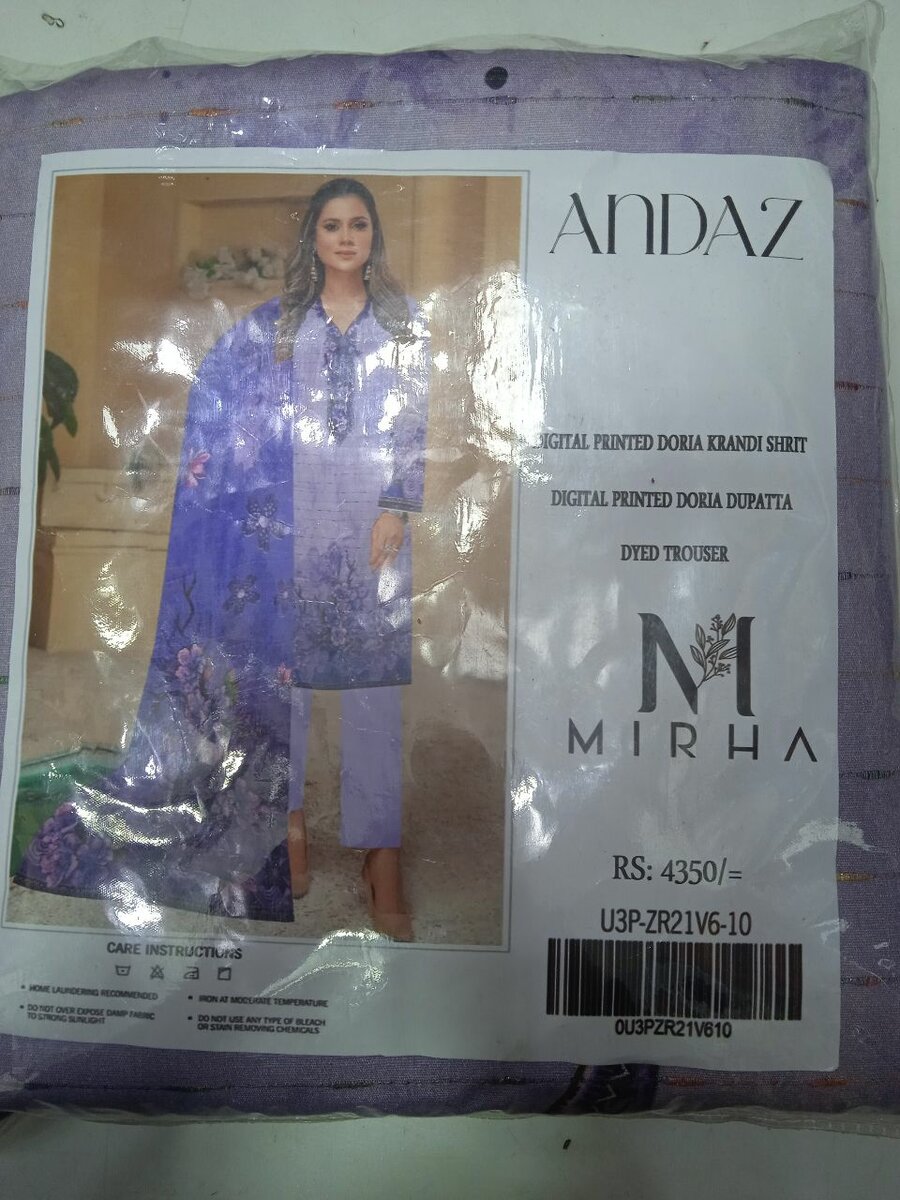 ANDAZ
DIGITAL PRINTED DORIA KRANDI SHRIT
DIGITAL PRINTED DORIA DUPATTA
DYED TROUSER
M
MIRHA
RS: 4350/=
U3P-ZR21V6-10
0U3PZR21V610
CARE INSTRUCTIONS
• HOME LAUNDERING RECOMMENDED
• DO NOT OVER EXPOSE DAMP FABRIC
TO STRONG SUNLIGHT
• IRON AT MODERATE TEMPERATURE
• DO NOT USE ANY TYPE OF BLEACH
OR STAIN REMOVING CHEMICALS